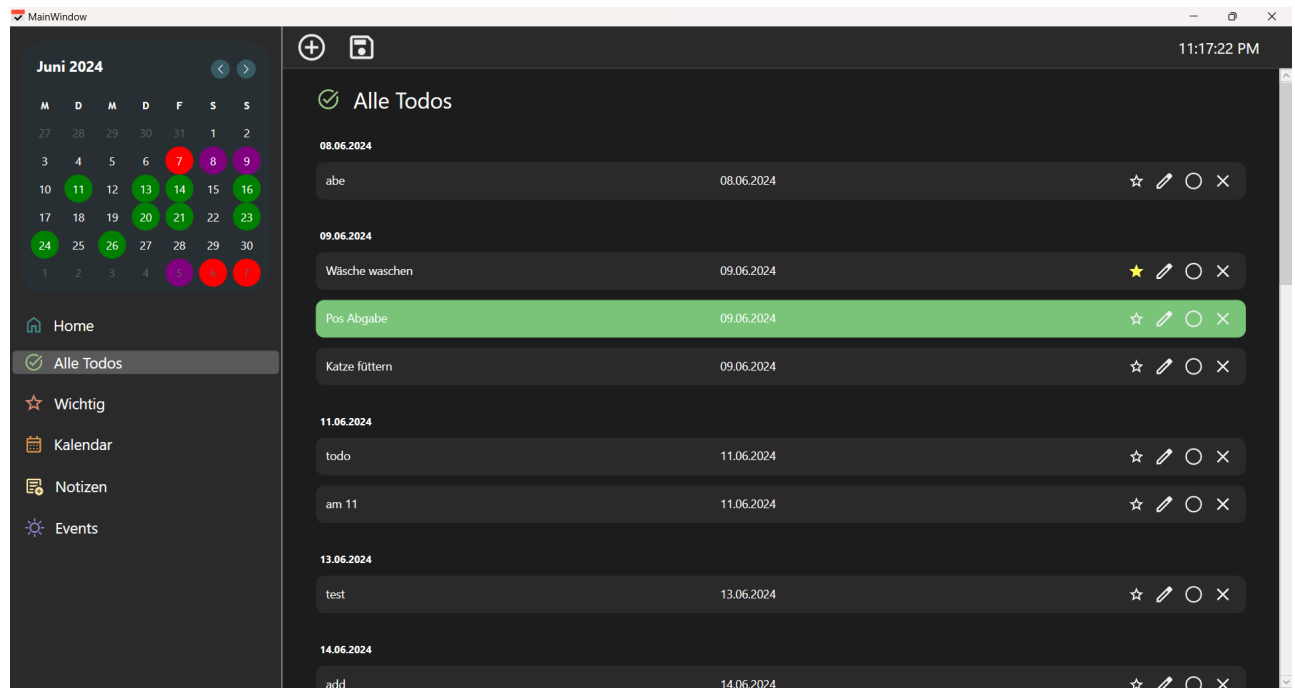 MainWindow
Juni 2024
M D M D F S S
27 28 29 30 31 1 2
3 4 5 6 7 8 9
10 11 12 13 14 15 16
17 18 19 20 21 22 23
24 25 26 27 28 29 30
1 2 3 4 5 6 7
Home
Alle Todos
Wichtig
Kalendar
Notizen
Events
11:17:22 PM
Alle Todos
08.06.2024
abe 08.06.2024
09.06.2024
Wäsche waschen 09.06.2024
Pos Abgabe 09.06.2024
Katze füttern 09.06.2024
11.06.2024
todo 11.06.2024
am 11 11.06.2024
13.06.2024
test 13.06.2024
14.06.2024
add 14.06.2024